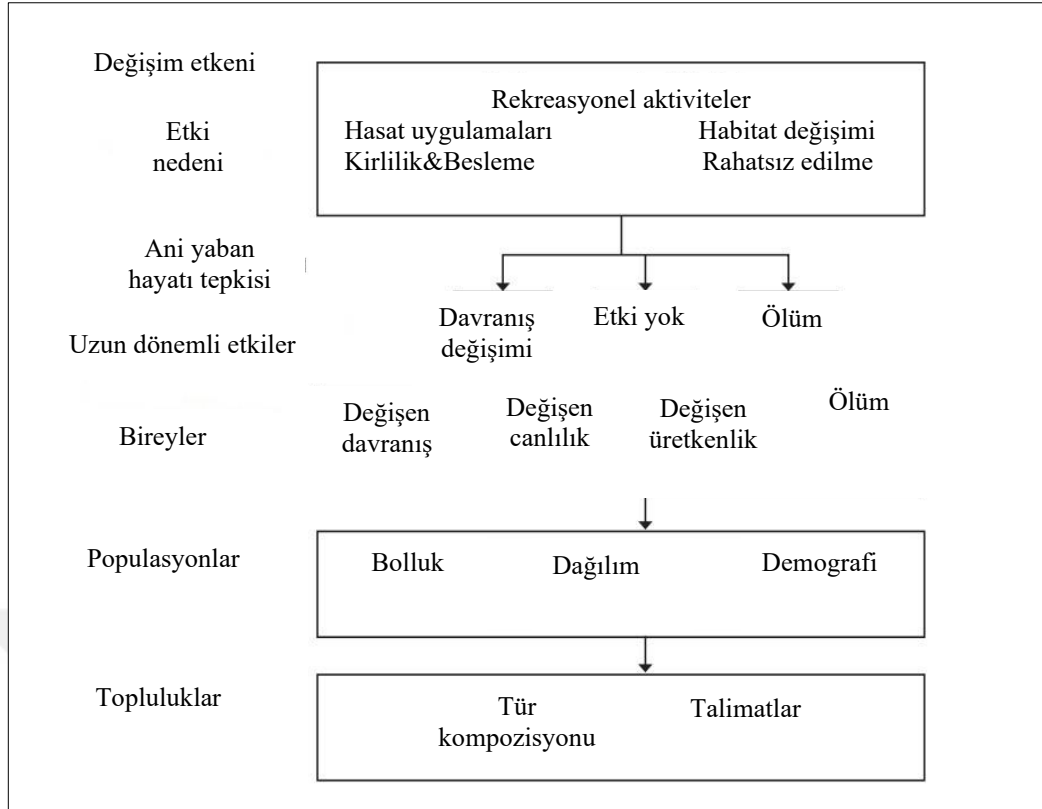 Değişim etkeni
Rekreasyonel aktiviteler
Etki
nedeni
Hasat uygulamaları
Habitat değişimi
Kirlilik&Besleme
Rahatsız edilme
Ani yaban
hayatı tepkisi
Davranış
değişimi
Etki yok
Ölüm
Uzun dönemli etkiler
Bireyler
Değişen
davranış
Değişen
canlılık
Değişen
üretkenlik
Ölüm
Populasyonlar
Bolluk
Dağılım
Demografi
Topluluklar
Tür
kompozisyonu
Talimatlar